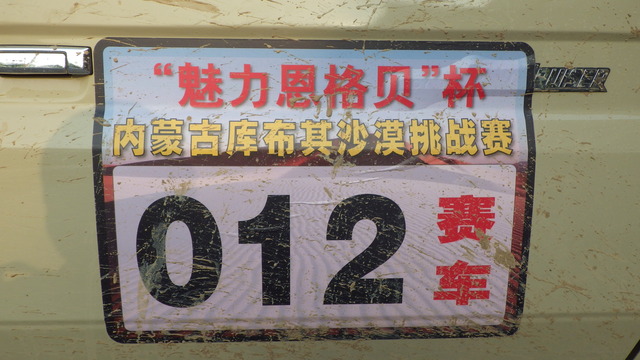 “魅力恩格贝”杯
内蒙古库布其沙漠挑战赛
012
赛车